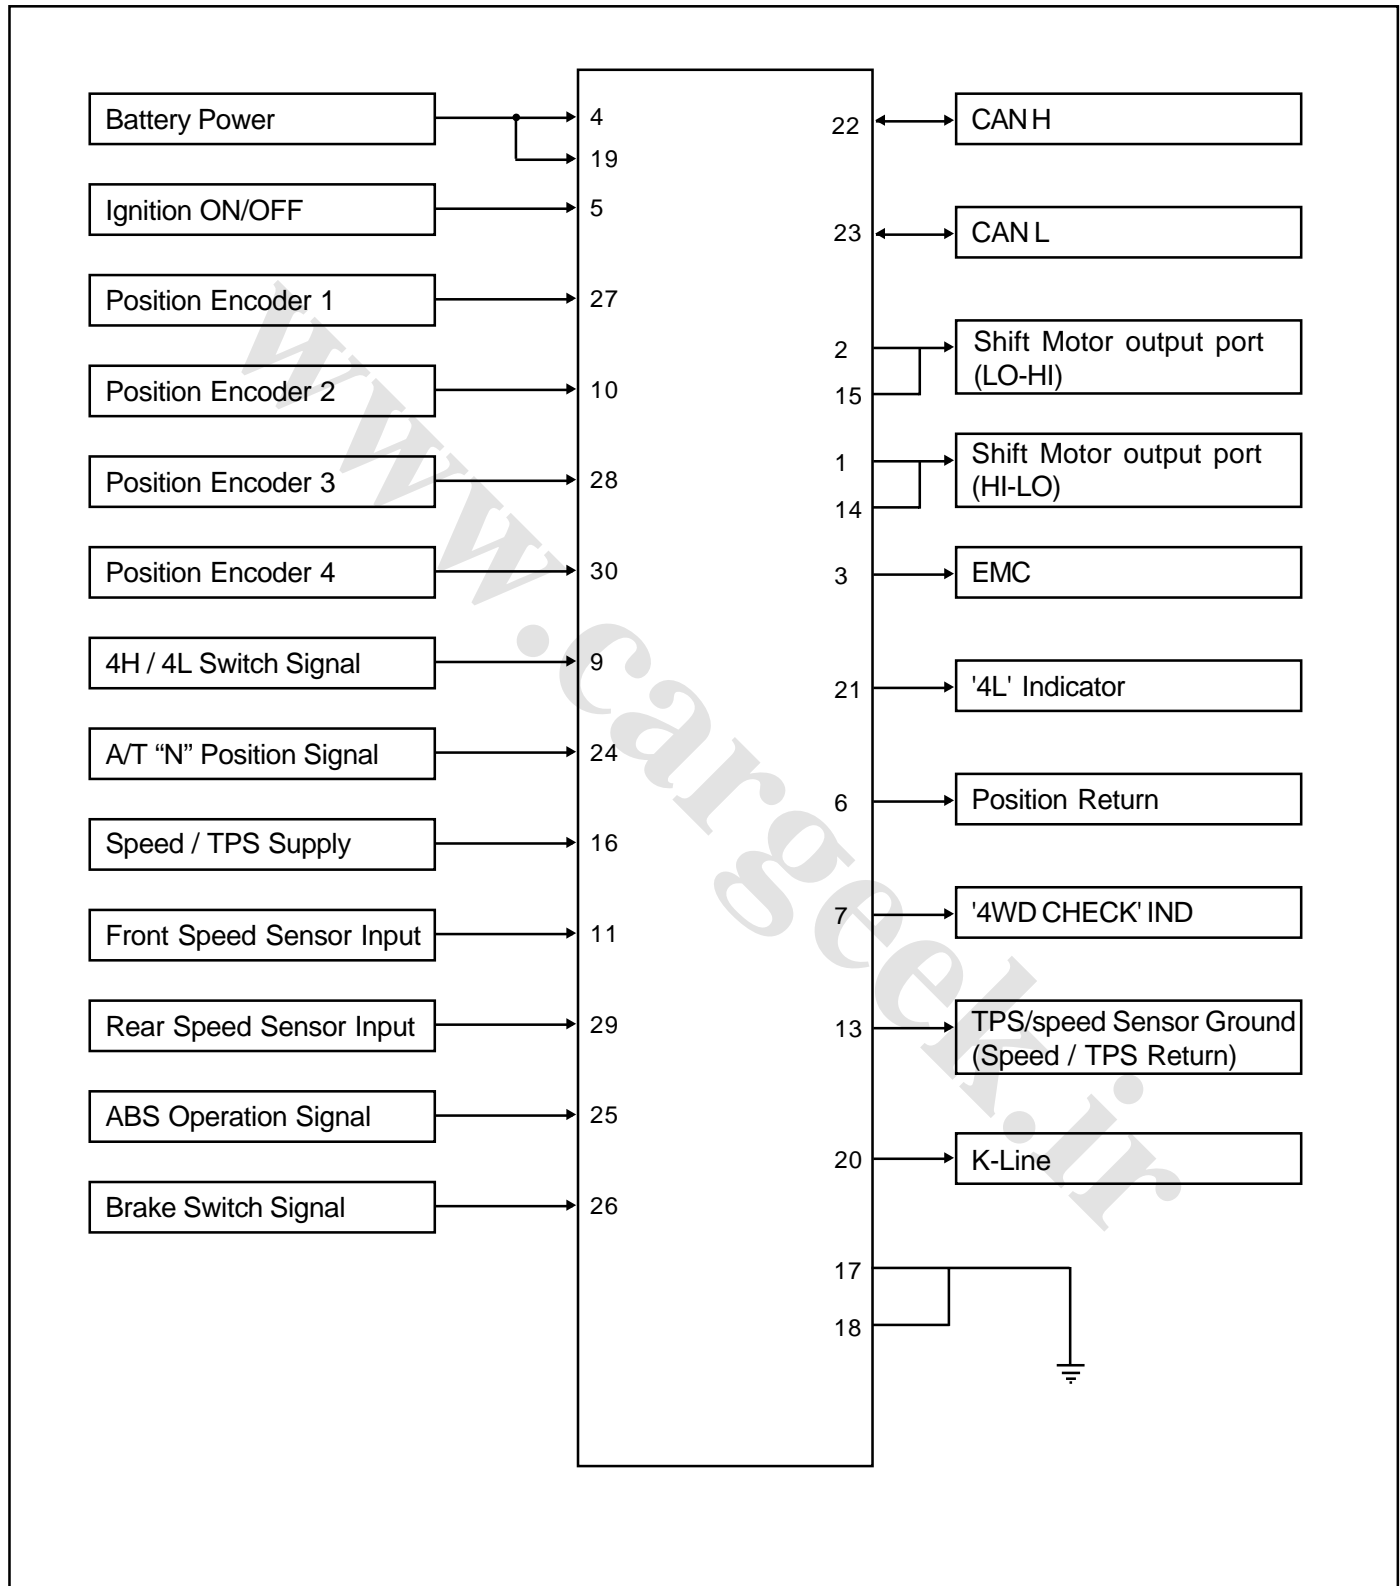 Battery Power
4
19
Ignition ON/OFF
5
Position Encoder 1
27
Position Encoder 2
10
Position Encoder 3
28
Position Encoder 4
30
4H / 4L Switch Signal
9
A/T “N” Position Signal
24
Speed / TPS Supply
16
Front Speed Sensor Input
11
Rear Speed Sensor Input
29
ABS Operation Signal
25
Brake Switch Signal
26
22
CAN H
23
CAN L
2
15
Shift Motor output port
(LO-HI)
1
14
Shift Motor output port
(HI-LO)
3
EMC
21
'4L' Indicator
6
Position Return
7
'4WD CHECK' IND
13
TPS/speed Sensor Ground
(Speed / TPS Return)
20
K-Line
17
18
www.cargeek.ir